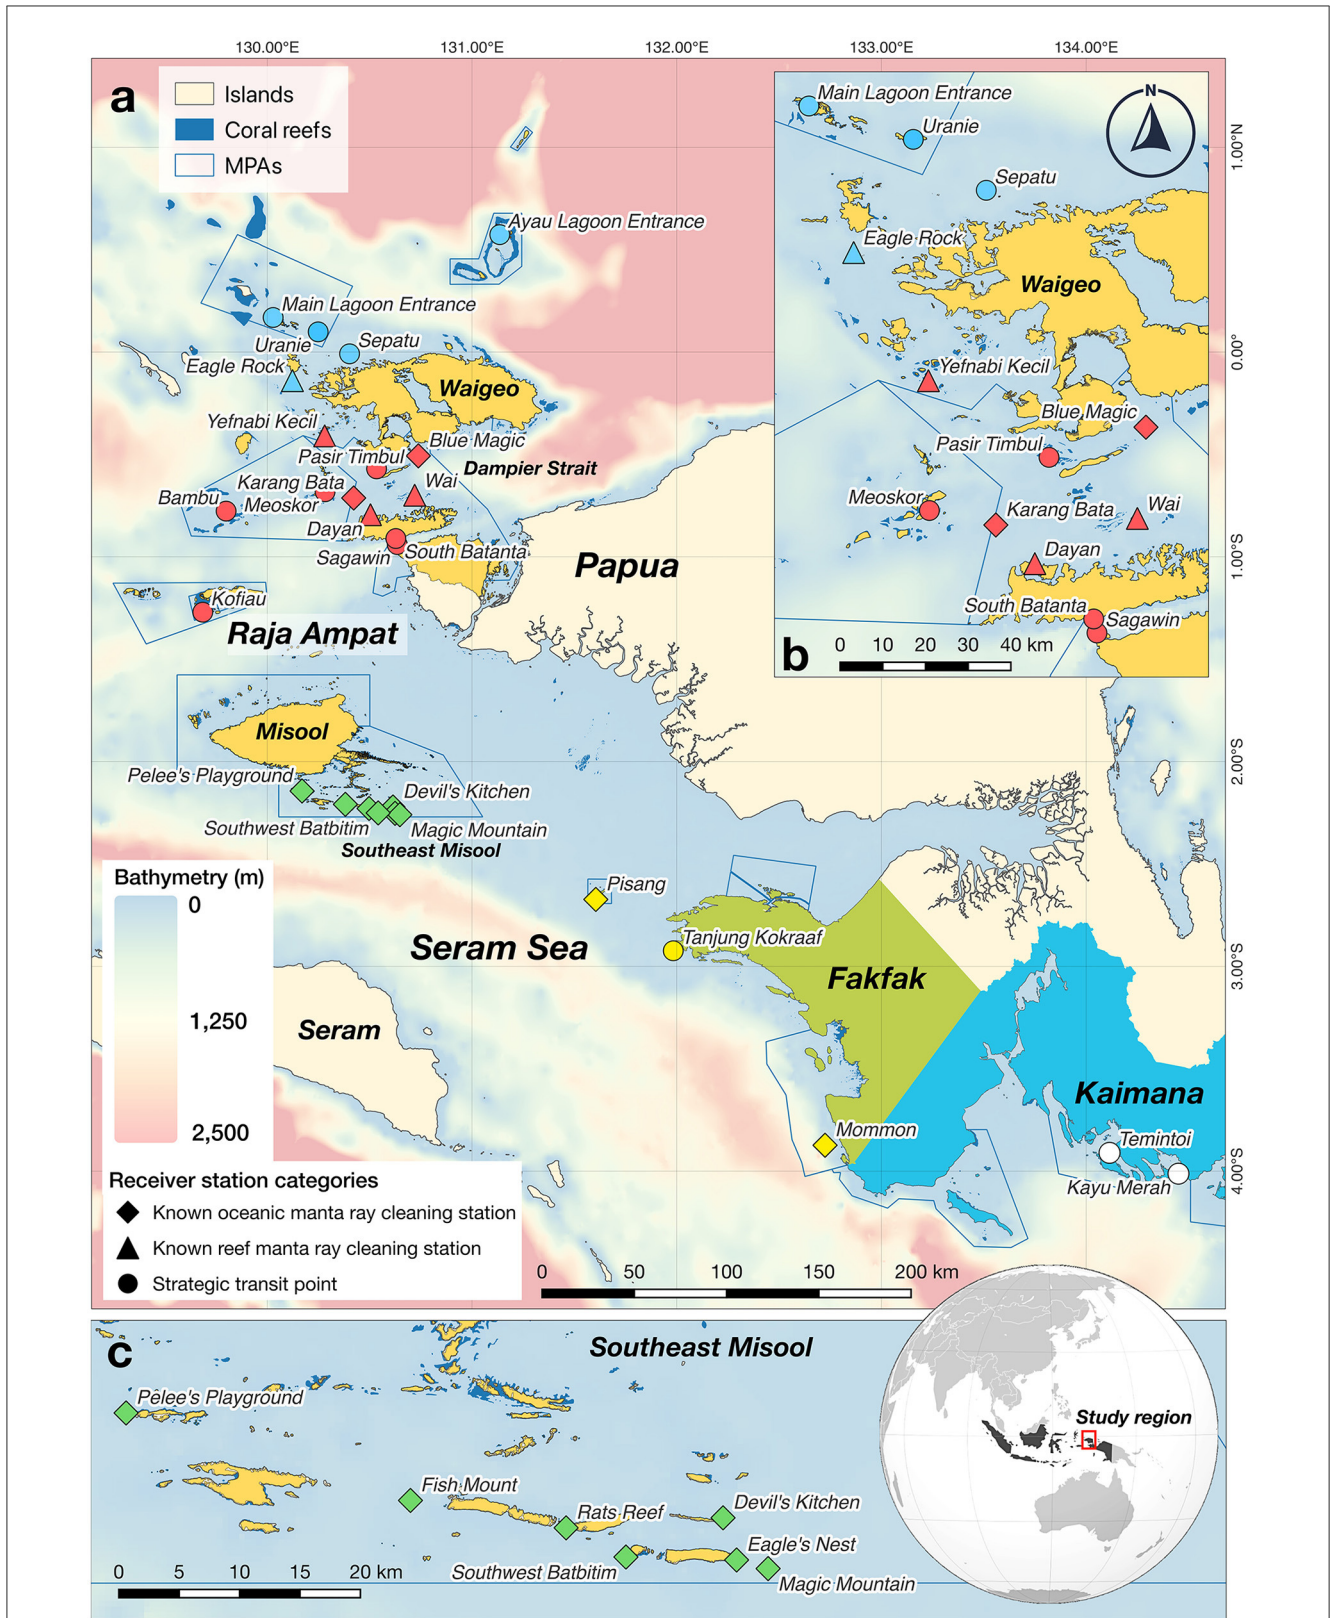 130.00°E 131.00°E 132.00°E 133.00°E 134.00°E
a
Islands
Coral reefs
MPAs
Ayau Lagoon Entrance
Main Lagoon Entrance
Uranie
Sepatu
Eagle Rock
Waigeo
Yefnabi Kecil
Blue Magic
Pasir Timbul
Dampier Strait
Karang Bata
Wai
Bambu
Meoskor
Dayan
Sagawin
South Batanta
Papua
Kofiau
Raja Ampat
Misool
Pelee's Playground
Devil's Kitchen
Southwest Batbitim
Magic Mountain
Southeast Misool
Pisang
Tanjung Kokraaf
Seram Sea
Fakfak
Seram
Kaimana
Mommon
Temintoi
Kayu Merah
1.00°N
0.00°
1.00°S
2.00°S
3.00°S
4.00°S
Bathymetry (m)
0
1,250
2,500
Receiver station categories
Known oceanic manta ray cleaning station
Known reef manta ray cleaning station
Strategic transit point
0 50 100 150 200 km
N
Main Lagoon Entrance
Uranie
Sepatu
Eagle Rock
Waigeo
Yefnabi Kecil
Blue Magic
Pasir Timbul
Meoskor
Karang Bata
Wai
Dayan
South Batanta
Sagawin
b
0 10 20 30 40 km
c
Southeast Misool
Pelee's Playground
Fish Mount
Rats Reef
Devil's Kitchen
Eagle's Nest
Southwest Batbitim
Magic Mountain
0 5 10 15 20 km
Study region